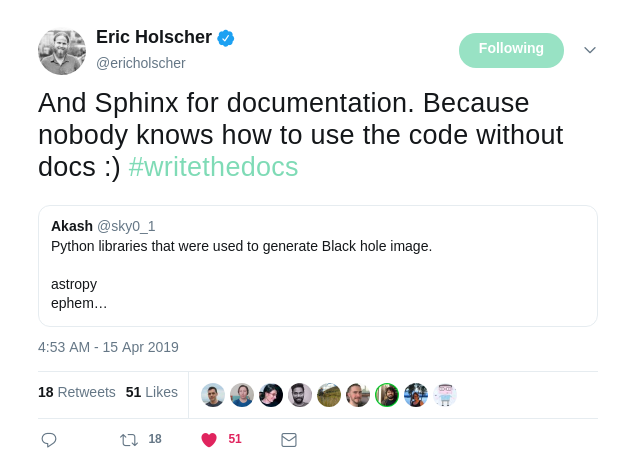 Eric Holscher
@ericholscher
Following
And Sphinx for documentation. Because
nobody knows how to use the code without
docs :) #writethedocs
Akash @sky0_1
Python libraries that were used to generate Black hole image.
astropy
ephem…
4:53 AM - 15 Apr 2019
18 Retweets 51 Likes
18 51